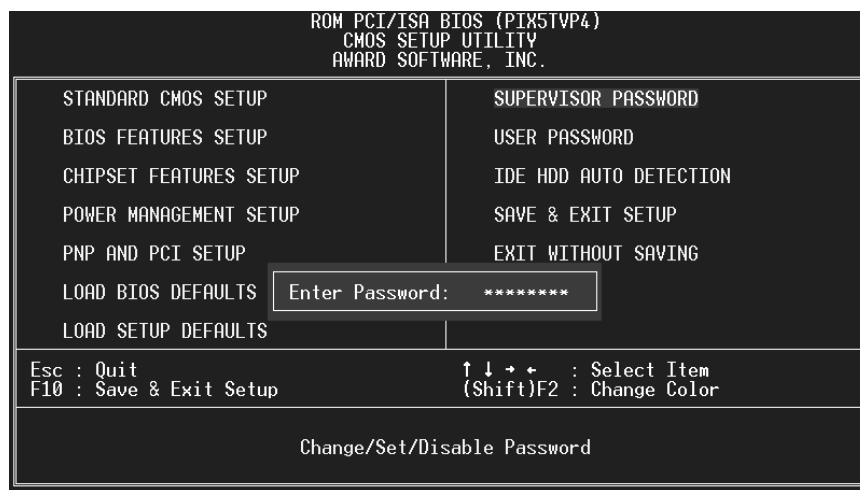 ROM PCI/ISA BIOS (PIX5TVP4)
CMOS SETUP UTILITY
AWARD SOFTWARE, INC.
STANDARD CMOS SETUP
BIOS FEATURES SETUP
CHIPSET FEATURES SETUP
POWER MANAGEMENT SETUP
PNP AND PCI SETUP
LOAD BIOS DEFAULTS
LOAD SETUP DEFAULTS
SUPERVISOR PASSWORD
USER PASSWORD
IDE HDD AUTO DETECTION
SAVE & EXIT SETUP
EXIT WITHOUT SAVING
Enter Password: ********
Esc : Quit
F10 : Save & Exit Setup
↑ ↓ → ← : Select Item
(Shift)F2 : Change Color
Change/Set/Disable Password